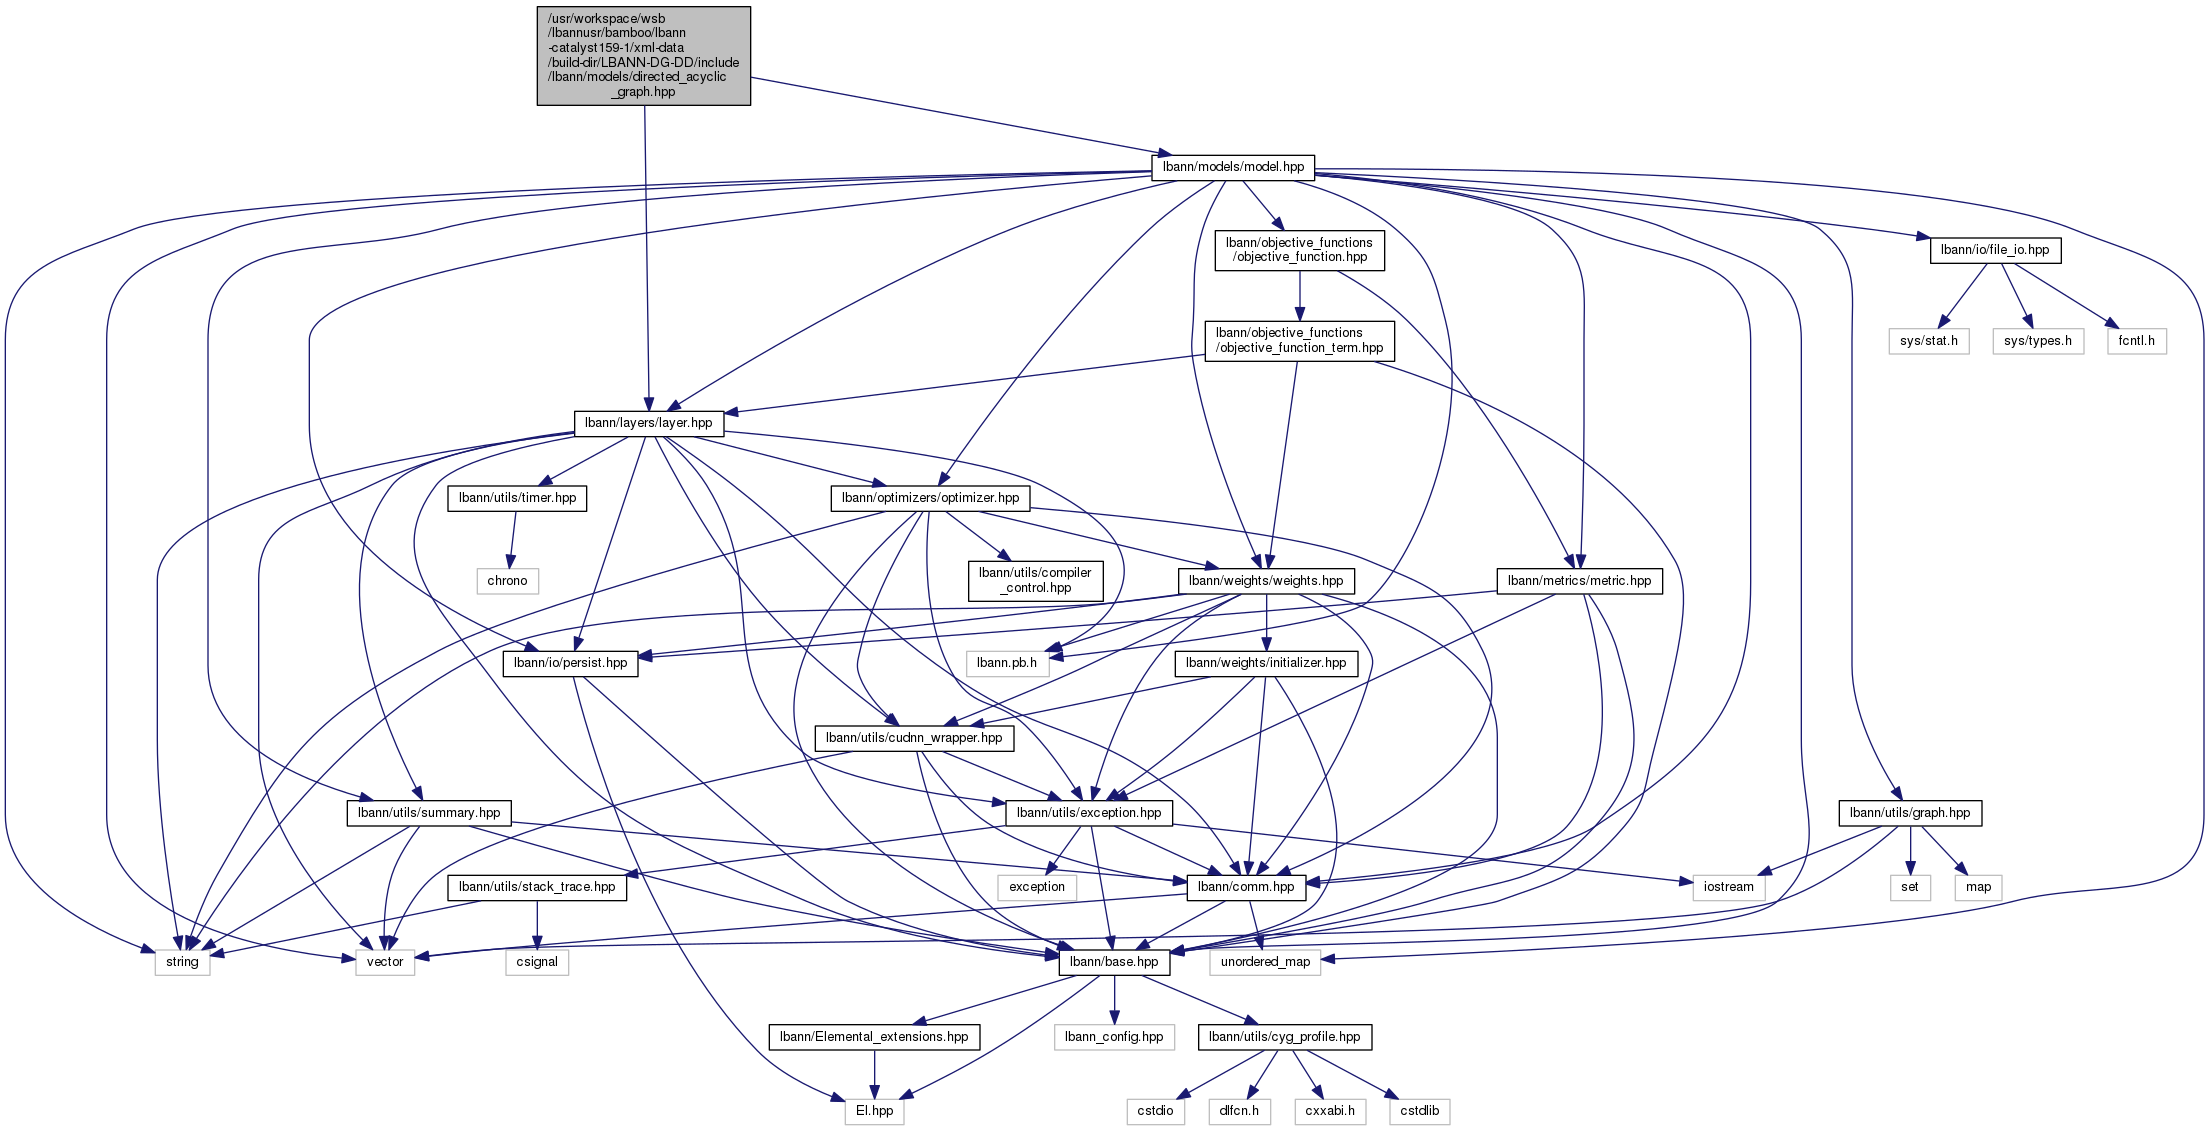 /usr/workspace/wsb
/lbannusr/bamboo/lbann
-catalyst159-1/xml-data
/build-dir/LBANN-DG-DD/include
/lbann/models/directed_acyclic
_graph.hpp
lbann/models/model.hpp
lbann/objective_functions
/objective_function.hpp
lbann/io/file_io.hpp
lbann/objective_functions
/objective_function_term.hpp
sys/stat.h
sys/types.h
fcntl.h
lbann/layers/layer.hpp
lbann/utils/timer.hpp
lbann/optimizers/optimizer.hpp
chrono
lbann/utils/compiler
_control.hpp
lbann/weights/weights.hpp
lbann/metrics/metric.hpp
lbann/io/persist.hpp
lbann.pb.h
lbann/weights/initializer.hpp
lbann/utils/cudnn_wrapper.hpp
lbann/utils/summary.hpp
lbann/utils/exception.hpp
lbann/utils/graph.hpp
lbann/utils/stack_trace.hpp
exception
lbann/comm.hpp
iostream
set
map
string
vector
csignal
lbann/base.hpp
unordered_map
lbann/Elemental_extensions.hpp
lbann_config.hpp
lbann/utils/cyg_profile.hpp
El.hpp
cstdio
dlfcn.h
cxxabi.h
cstdlib